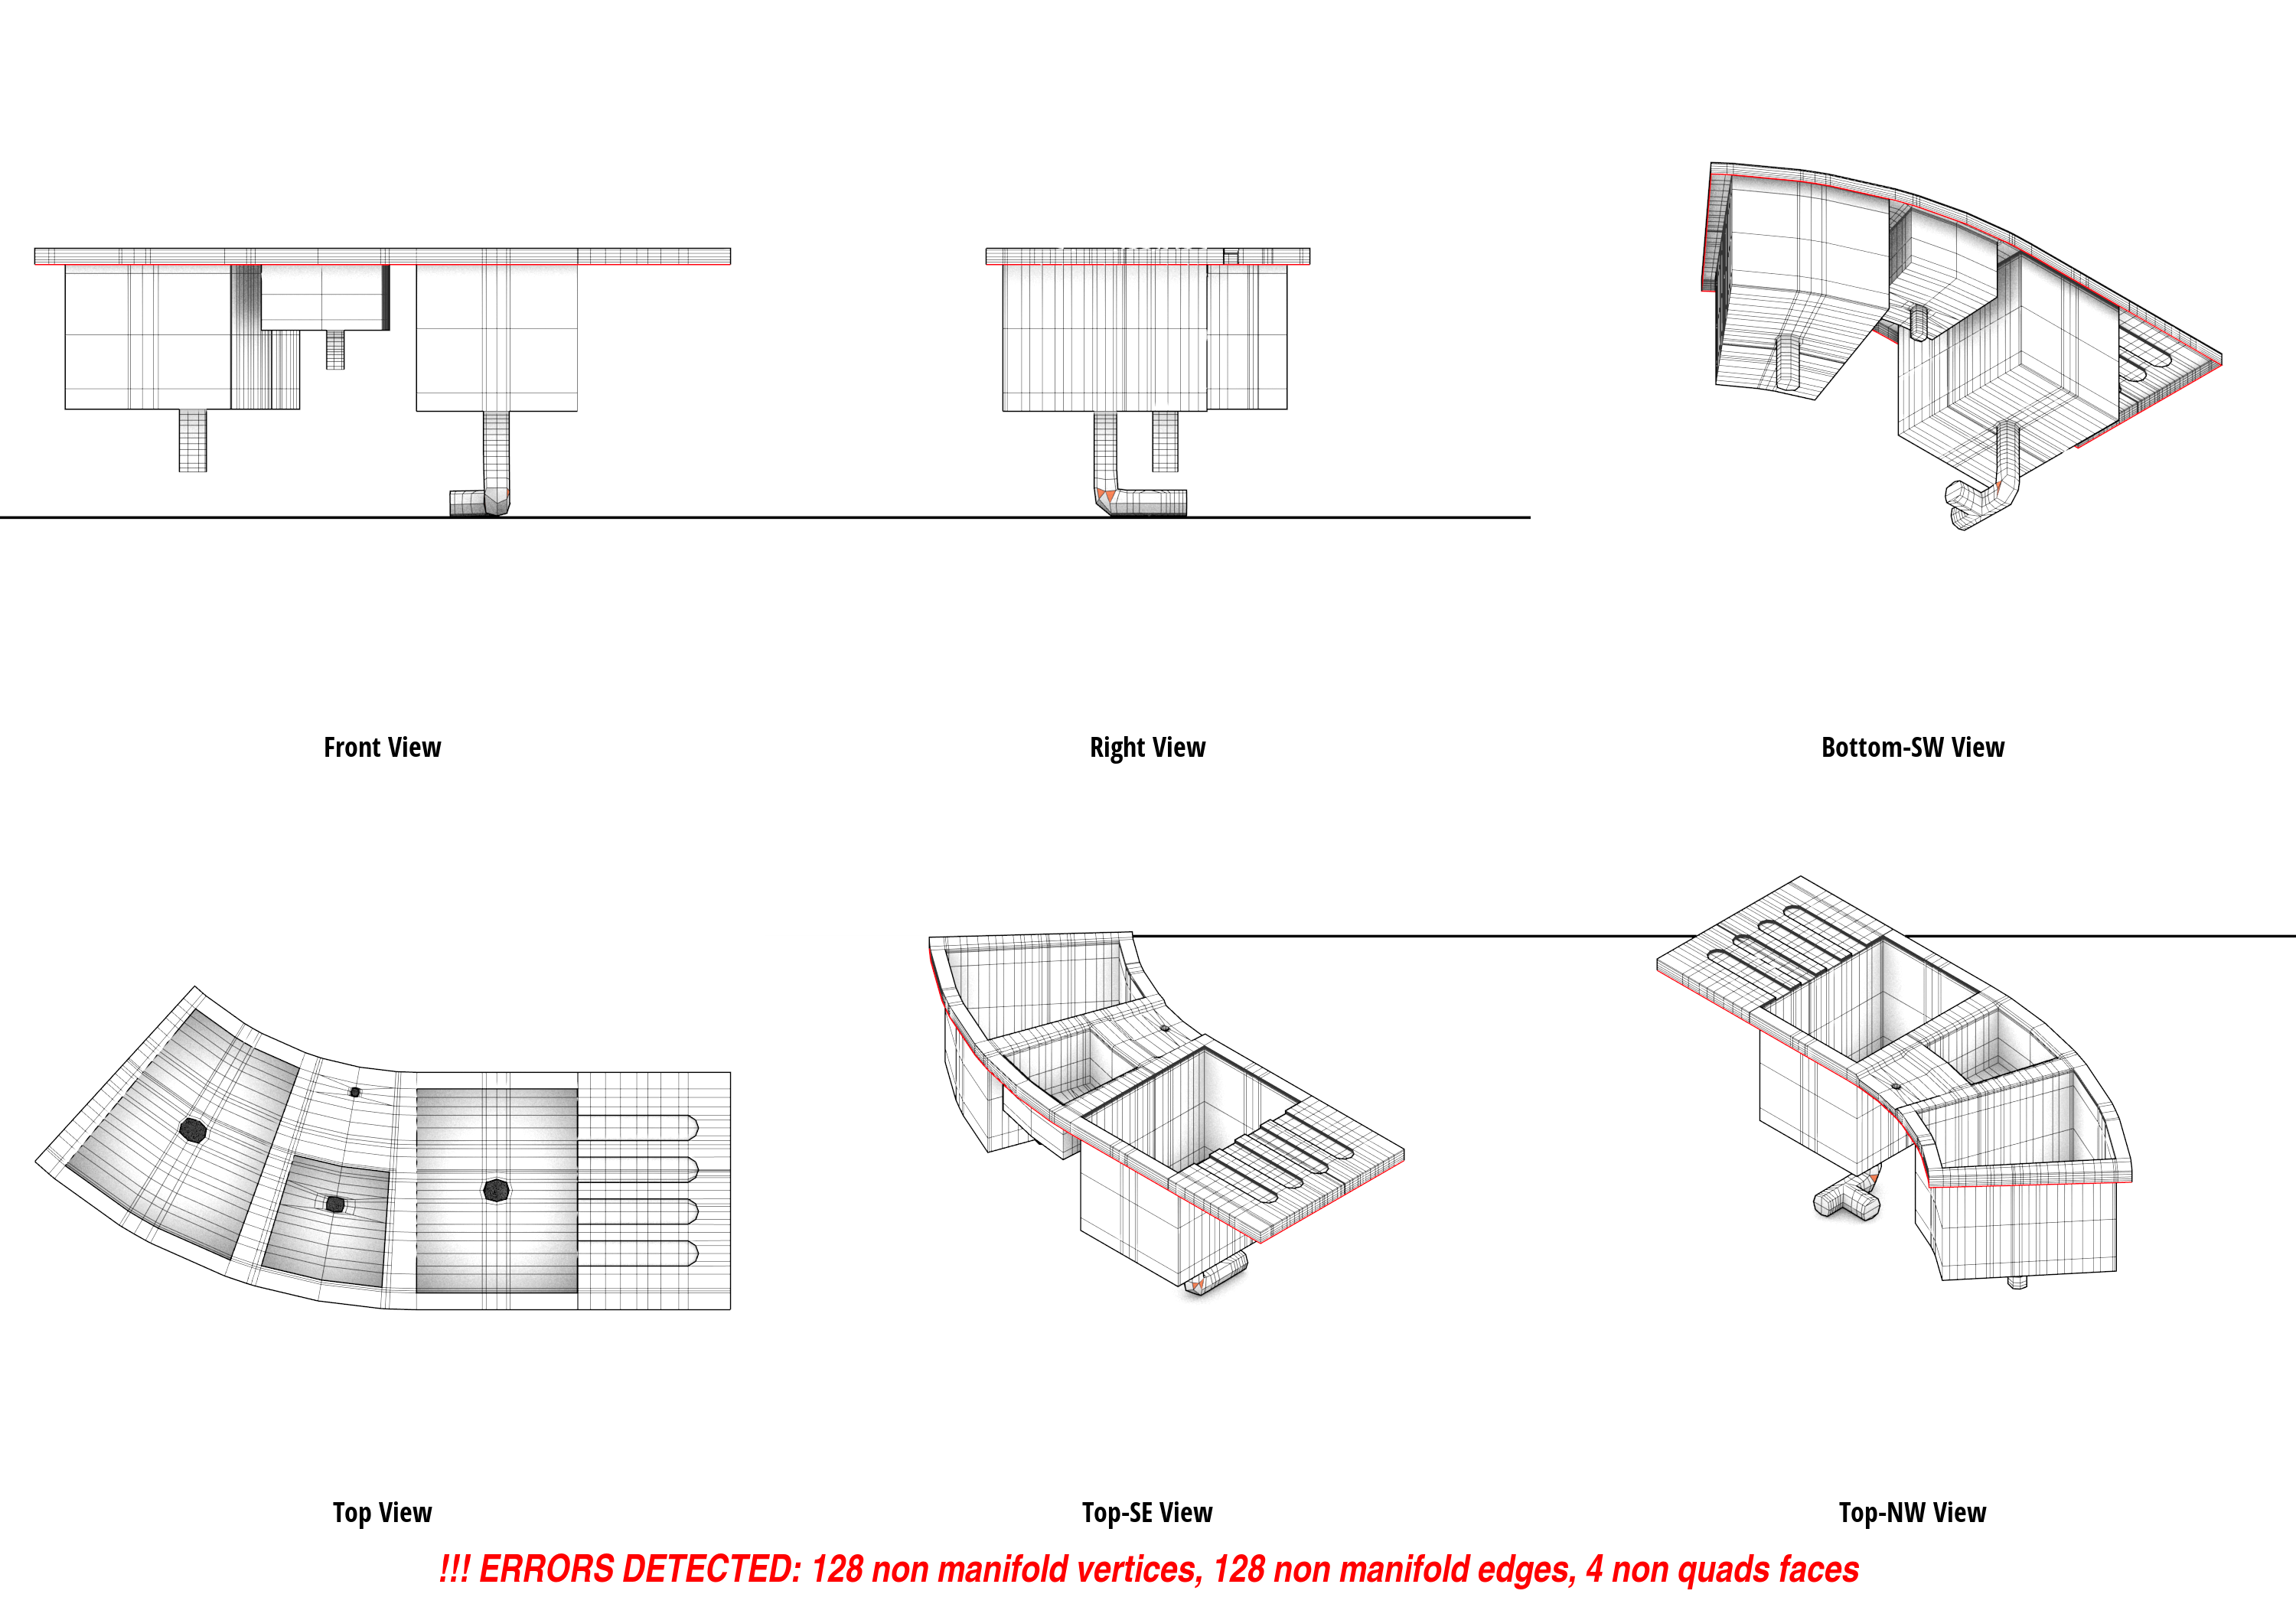 Front View
Right View
Bottom-SW View
Top View
Top-SE View
Top-NW View
!!! ERRORS DETECTED: 128 non manifold vertices, 128 non manifold edges, 4 non quads faces